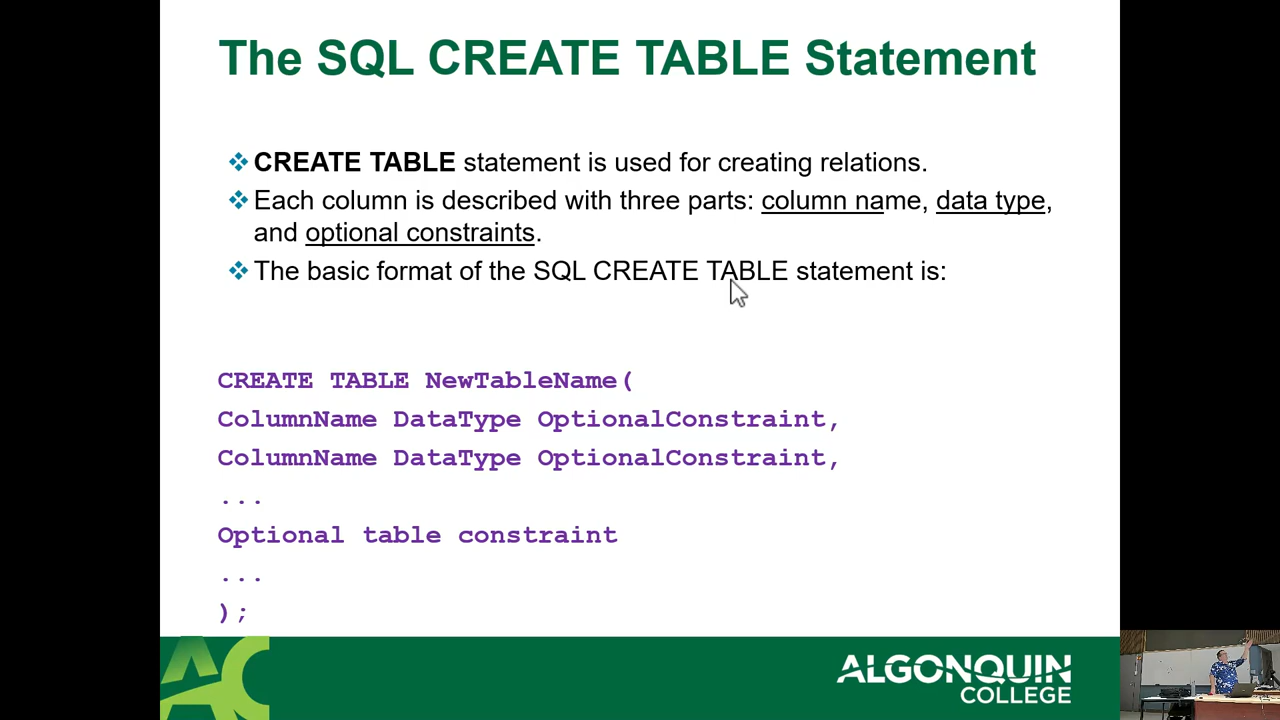 The SQL CREATE TABLE Statement
CREATE TABLE statement is used for creating relations.
Each column is described with three parts: column name, data type,
and optional constraints.
The basic format of the SQL CREATE TABLE statement is:
CREATE TABLE NewTableName(
ColumnName DataType OptionalConstraint,
ColumnName DataType OptionalConstraint,
...
Optional table constraint
...
);
AC
ALGONQUIN
COLLEGE